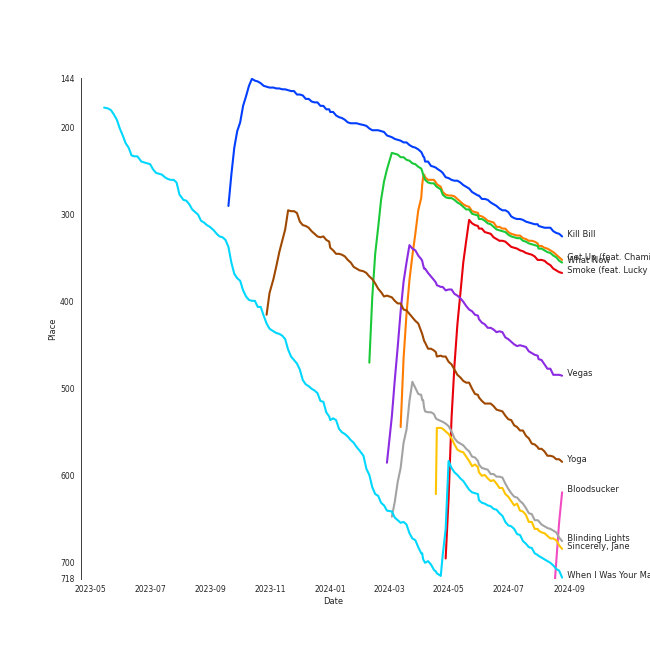 144
200
300
400
500
600
700
718
Place
2023-05
2023-07
2023-09
2023-11
2024-01
2024-03
2024-05
2024-07
2024-09
Date
Kill Bill
Get Up (feat. Chami
What Now
Smoke (feat. Lucky
Vegas
Yoga
Bloodsucker
Blinding Lights
Sincerely, Jane
When I Was Your Ma